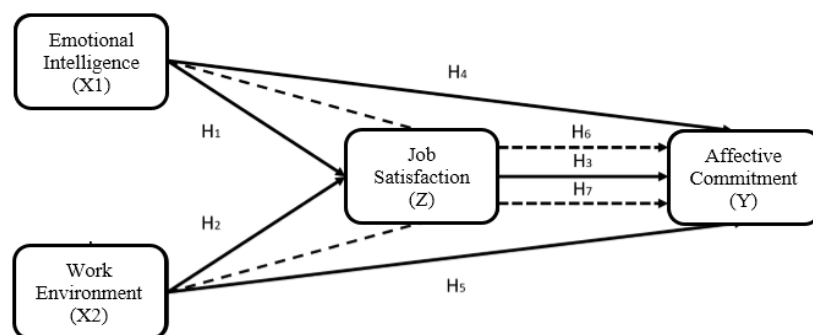 Emotional
Intelligence
(X1)
H4
H1
H6
Job
Satisfaction
(Z)
H3
Affective
Commitment
(Y)
H7
H2
Work
Environment
(X2)
H5